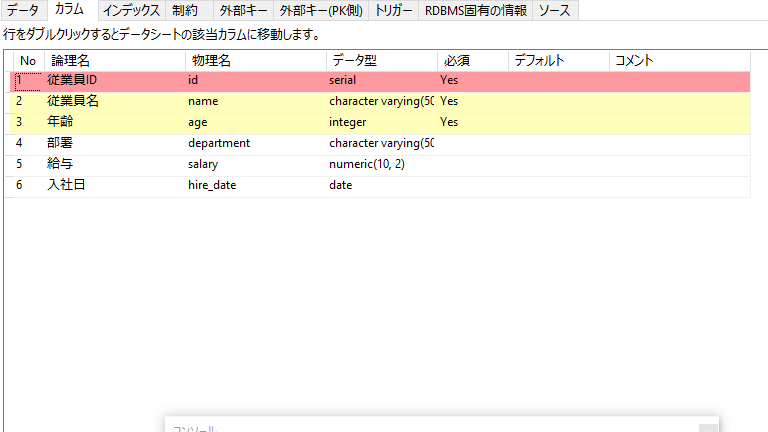 データ カラム インデックス 制約 外部キー 外部キー(PK側) トリガー RDBMS固有の情報 ソース
行をダブルクリックするとデータシートの該当カラムに移動します。
No 論理名 物理名 データ型 必須 デフォルト コメント
1 従業員ID id serial Yes
2 従業員名 name character varying(50 Yes
3 年齢 age integer Yes
4 部署 department character varying(50
5 給与 salary numeric(10, 2)
6 入社日 hire_date date
コンソール